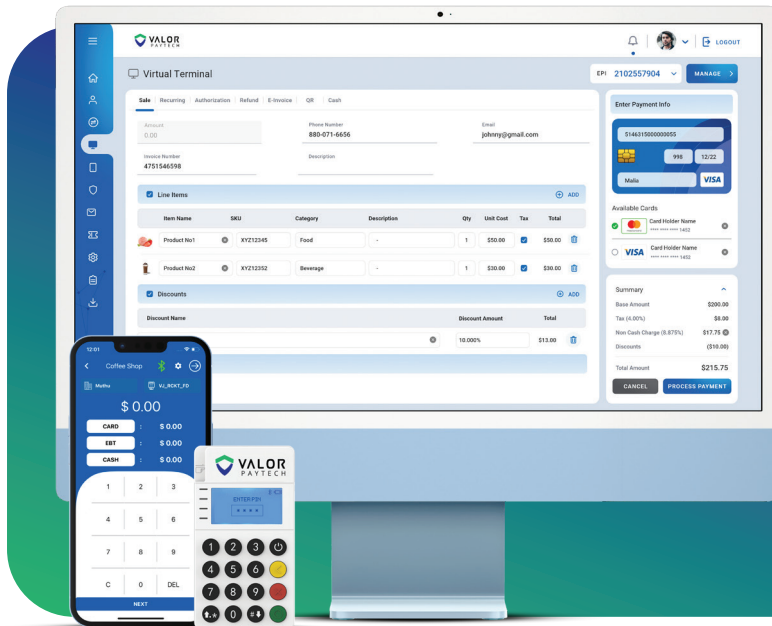 VALOR
PAYTECH
LOGOUT
Virtual Terminal
EPI 2102557904
MANAGE
Sale Recurring Authorization Refund E-Invoice QR Cash
Amount
0.00
Phone Number
880-071-6656
Email
johnny@gmail.com
Invoice Number
4751546598
Description
Line Items
ADD
Item Name SKU Category Description Qty Unit Cost Tax Total
Product No1 XYZ12345 Food - 1 $50.00 $50.00
Product No2 XYZ12352 Beverage - 1 $30.00 $30.00
Discounts
ADD
Discount Name Discount Amount Total
10.000% $13.00
Enter Payment Info
5146315000000055
998 12/22
Malia VISA
Available Cards
Card Holder Name
**** **** **** 1453
VISA
Card Holder Name
**** **** **** 1453
Summary
Base Amount $200.00
Tax (4.00%) $8.00
Non Cash Charge (8.875%) $17.75
Discounts ($10.00)
Total Amount $215.75
CANCEL PROCESS PAYMENT
12:01
Coffee Shop
Mythu VJ_RCKT_FD
$ 0.00
CARD : $ 0.00
EBT : $ 0.00
CASH : $ 0.00
1 2 3
4 5 6
7 8 9
C 0 DEL
NEXT
VALOR
PAYTECH
ENTER PIN
* * * *
1 2 3
4 5 6
7 8 9
0